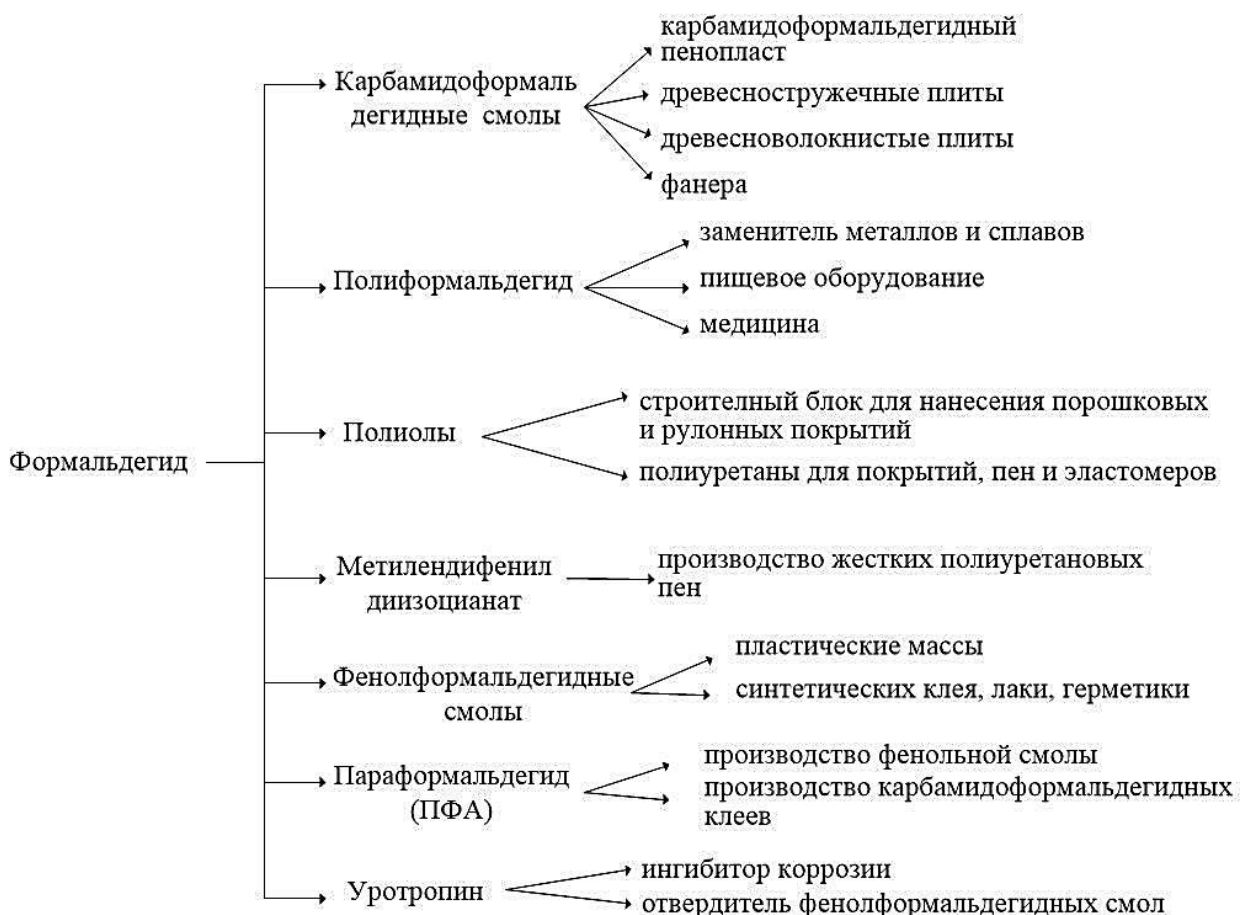 Формальдегид
Карбамидоформаль
дегидные смолы
карбамидоформальдегидный
пенопласт
древесностружечные плиты
древесноволокнистые плиты
фанера
Полиформальдегид
заменитель металлов и сплавов
пищевое оборудование
медицина
Полиолы
строителный блок для нанесения порошковых
и рулонных покрытий
полиуретаны для покрытий, пен и эластомеров
Метилендифенил
диизоцианат
производство жестких полиуретановых
пен
Фенолформальдегидные
смолы
пластические массы
синтетических клея, лаки, герметики
Параформальдегид
(ПФА)
производство фенольной смолы
производство карбамидоформальдегидных
клеев
Уротропин
ингибитор коррозии
отвердитель фенолформальдегидных смол